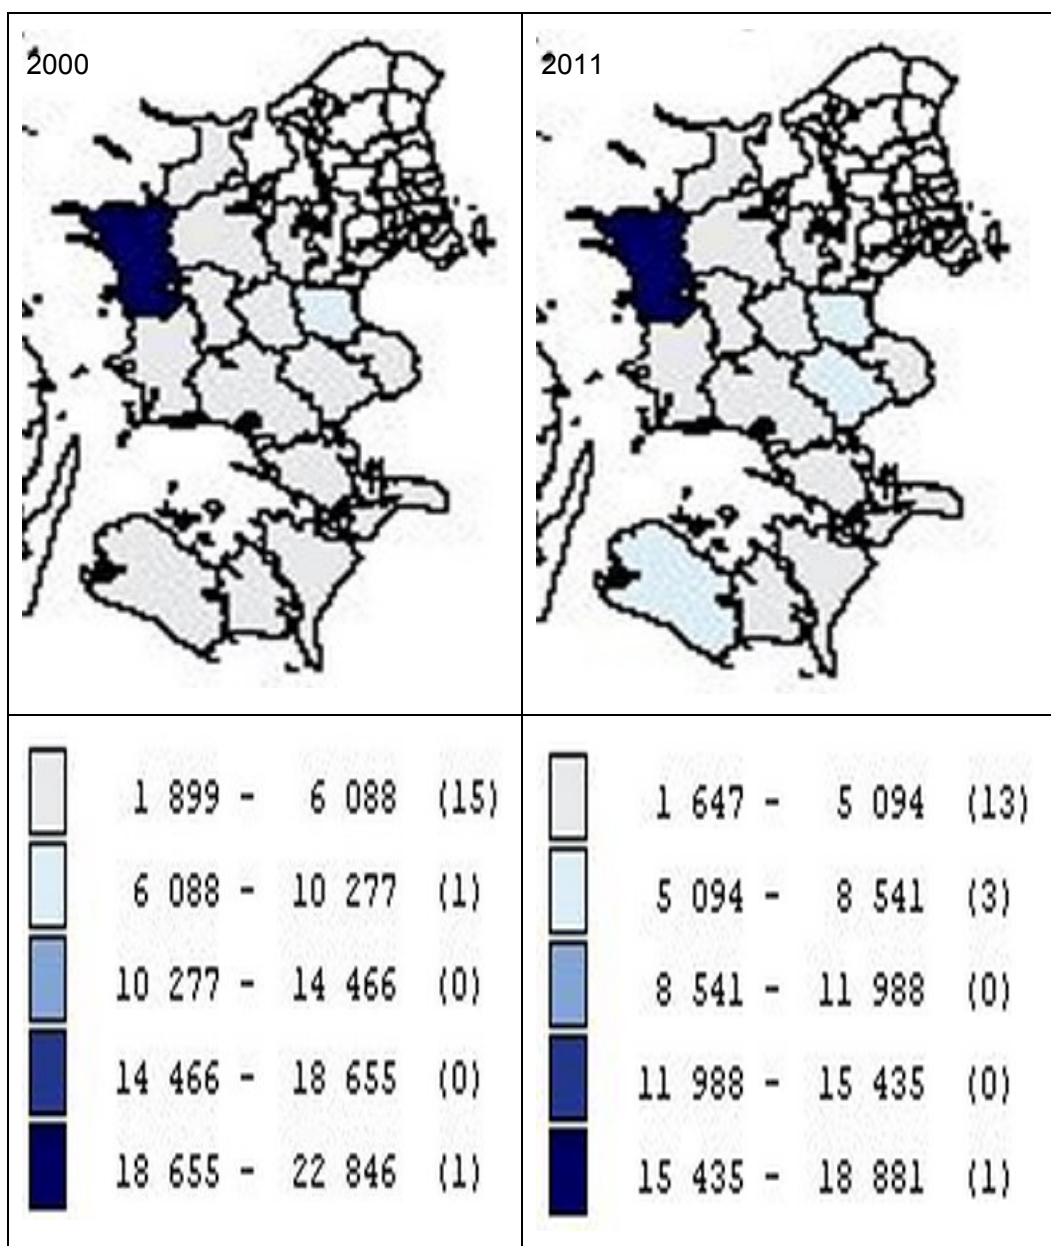 2000
2011
1 899 - 6 088 (15)
6 088 - 10 277 (1)
10 277 - 14 466 (0)
14 466 - 18 655 (0)
18 655 - 22 846 (1)
1 647 - 5 094 (13)
5 094 - 8 541 (3)
8 541 - 11 988 (0)
11 988 - 15 435 (0)
15 435 - 18 881 (1)